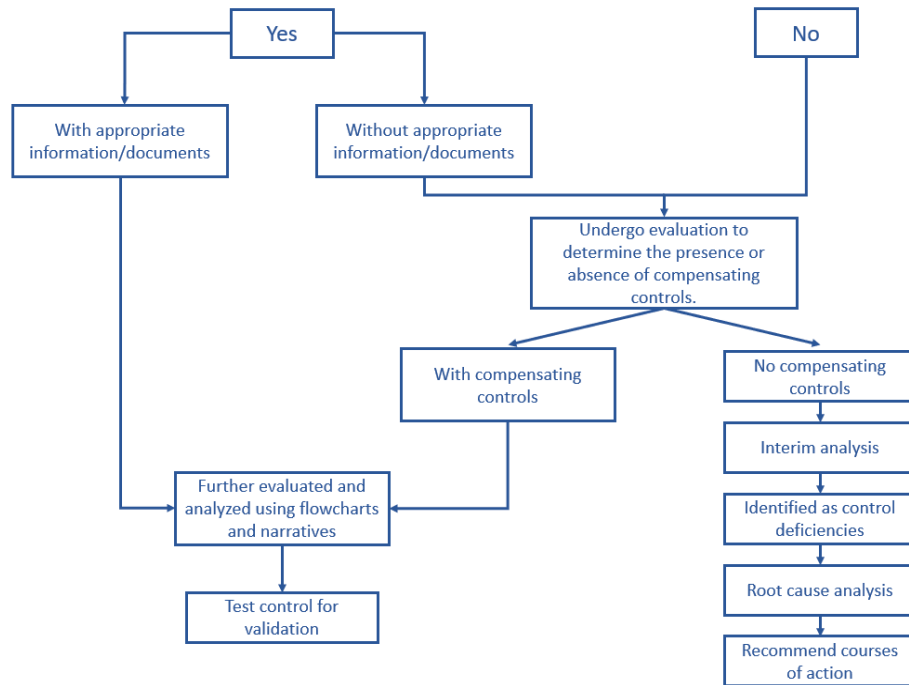 Yes
No
With appropriate
information/documents
Without appropriate
information/documents
Undergo evaluation to
determine the presence or
absence of compensating
controls.
With compensating
controls
No compensating
controls
Interim analysis
Further evaluated and
analyzed using flowcharts
and narratives
Identified as control
deficiencies
Test control for
validation
Root cause analysis
Recommend courses
of action